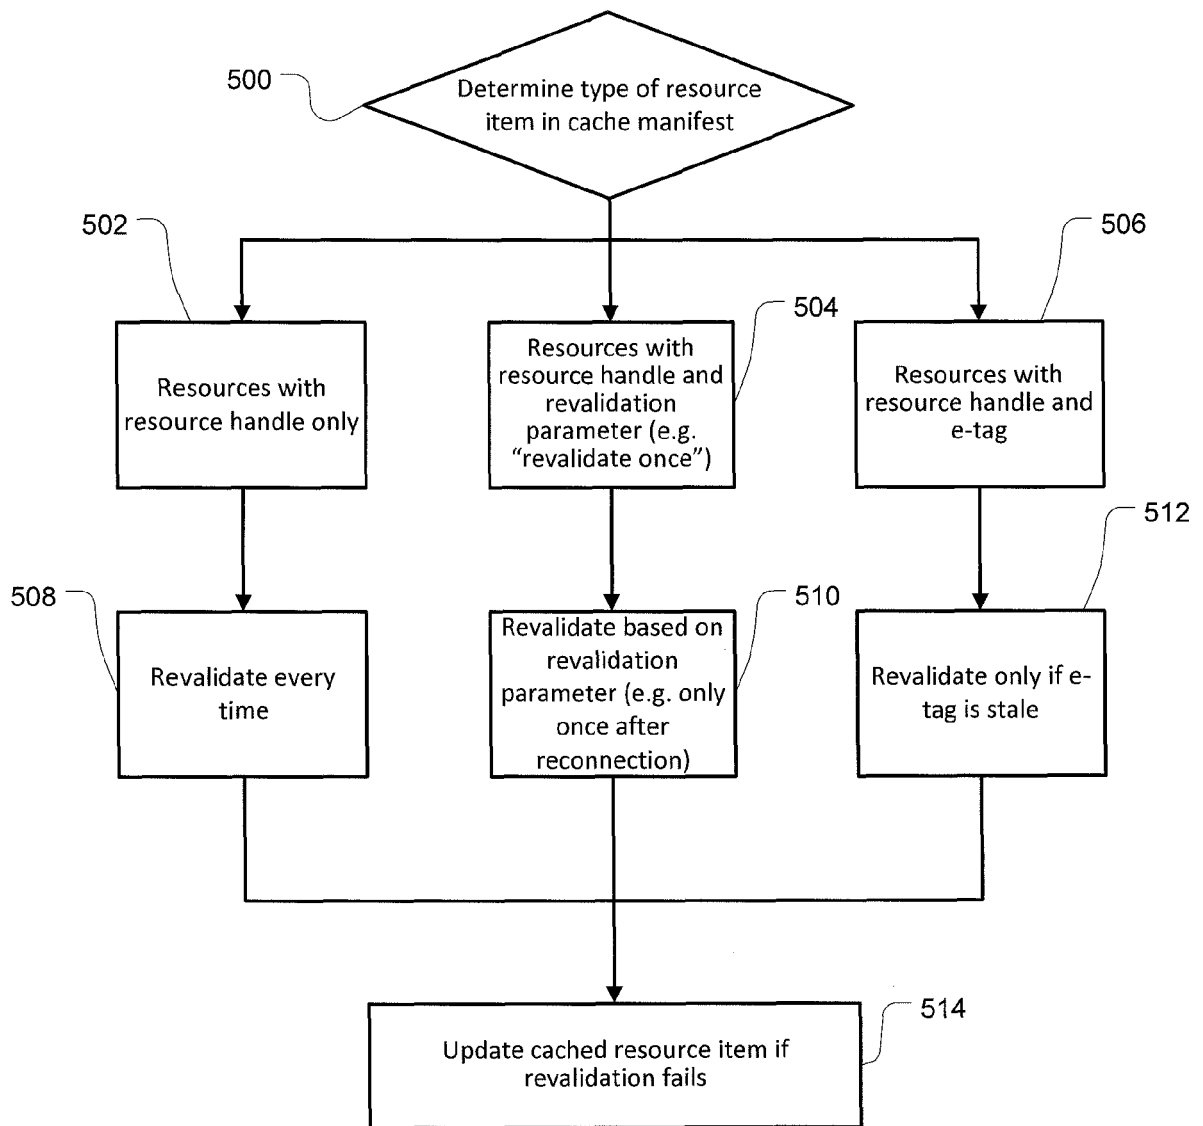 500
Determine type of resource
item in cache manifest
502
506
504
Resources with
resource handle only
Resources with
resource handle and
revalidation
parameter (e.g.
“revalidate once”)
Resources with
resource handle and
e-tag
508
510
512
Revalidate every
time
Revalidate based on
revalidation
parameter (e.g. only
once after
reconnection)
Revalidate only if e-
tag is stale
514
Update cached resource item if
revalidation fails